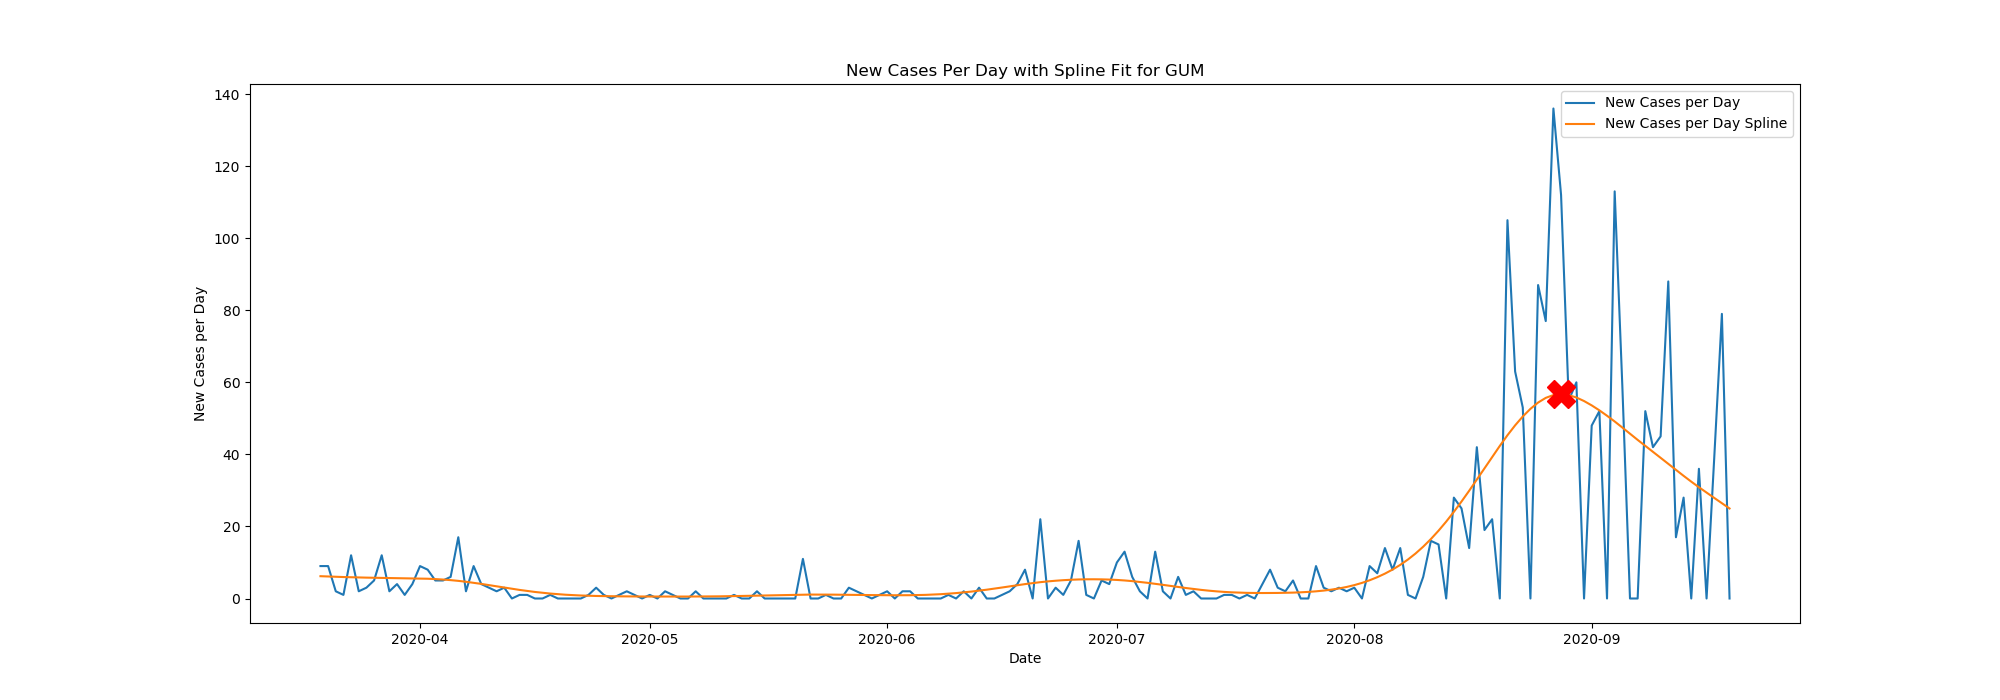 New Cases Per Day with Spline Fit for GUM
New Cases per Day
New Cases per Day Spline
140
120
100
80
60
40
20
0
New Cases per Day
2020-04 2020-05 2020-06 2020-07 2020-08 2020-09
Date